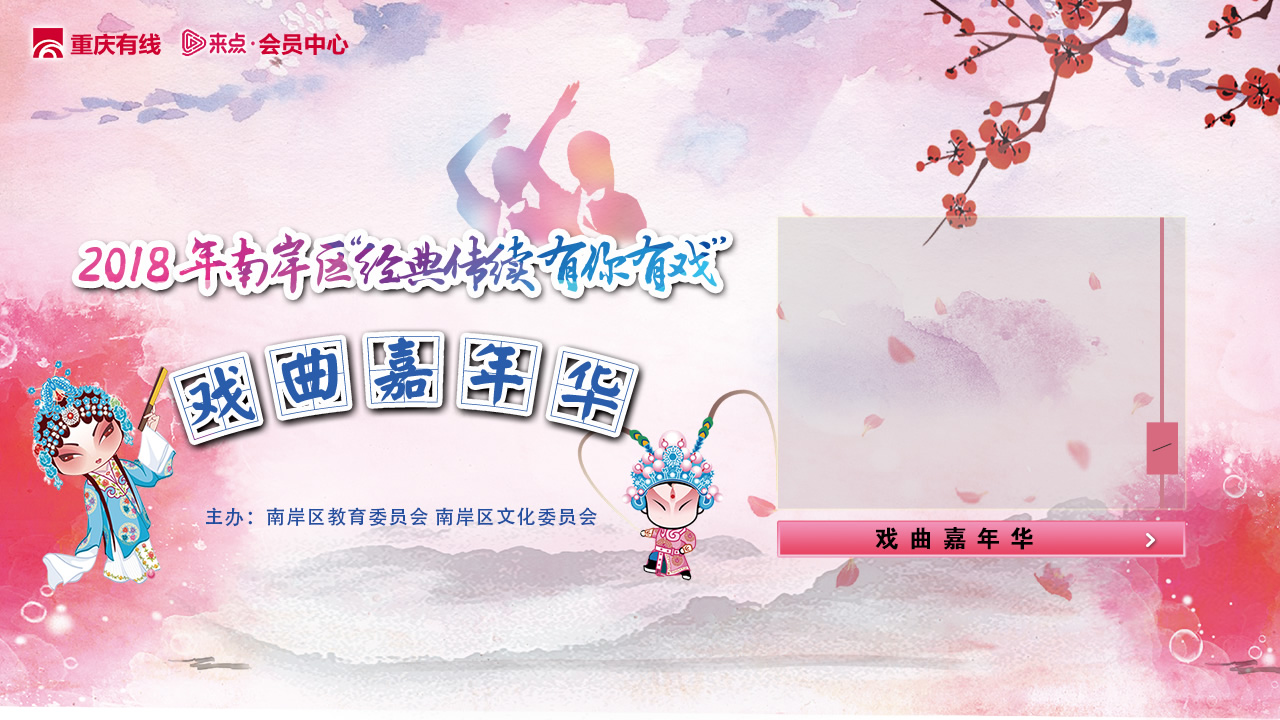 重庆有线 来点·会员中心
2018年南岸区“经典传续 有你有戏”
戏曲嘉年华
主办：南岸区教育委员会 南岸区文化委员会
戏曲嘉年华